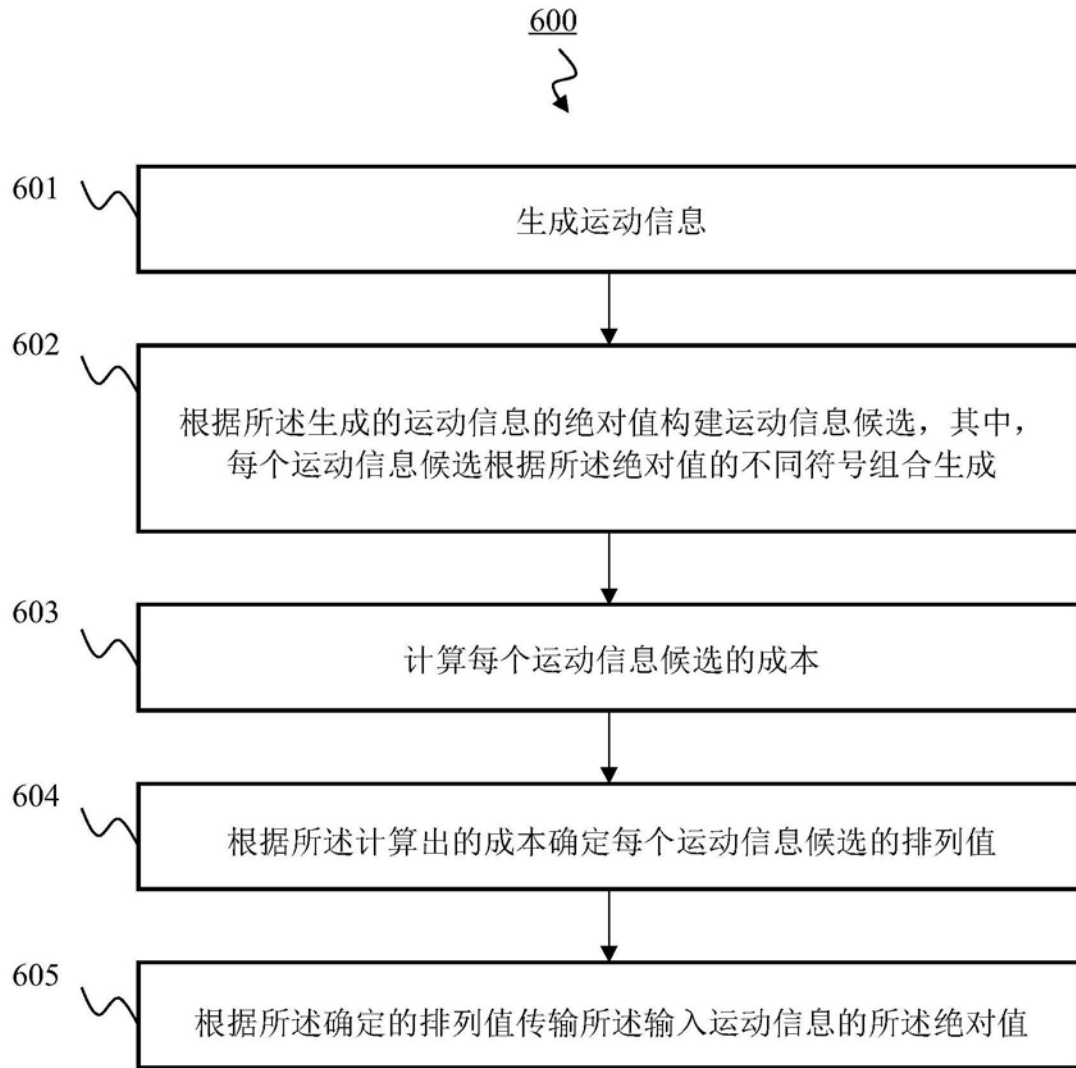 600
601
生成运动信息
602
根据所述生成的运动信息的绝对值构建运动信息候选，其中，
每个运动信息候选根据所述绝对值的不同符号组合生成
603
计算每个运动信息候选的成本
604
根据所述计算出的成本确定每个运动信息候选的排列值
605
根据所述确定的排列值传输所述输入运动信息的所述绝对值